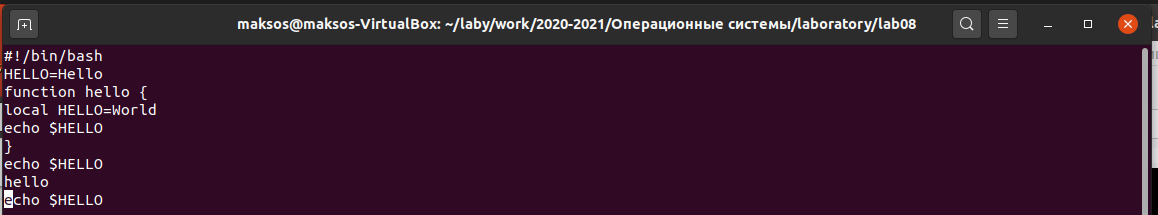 maksos@maksos-VirtualBox: ~/laby/work/2020-2021/Операционные системы/laboratory/lab08
#!/bin/bash
HELLO=Hello
function hello {
local HELLO=World
echo $HELLO
}
echo $HELLO
hello
echo $HELLO